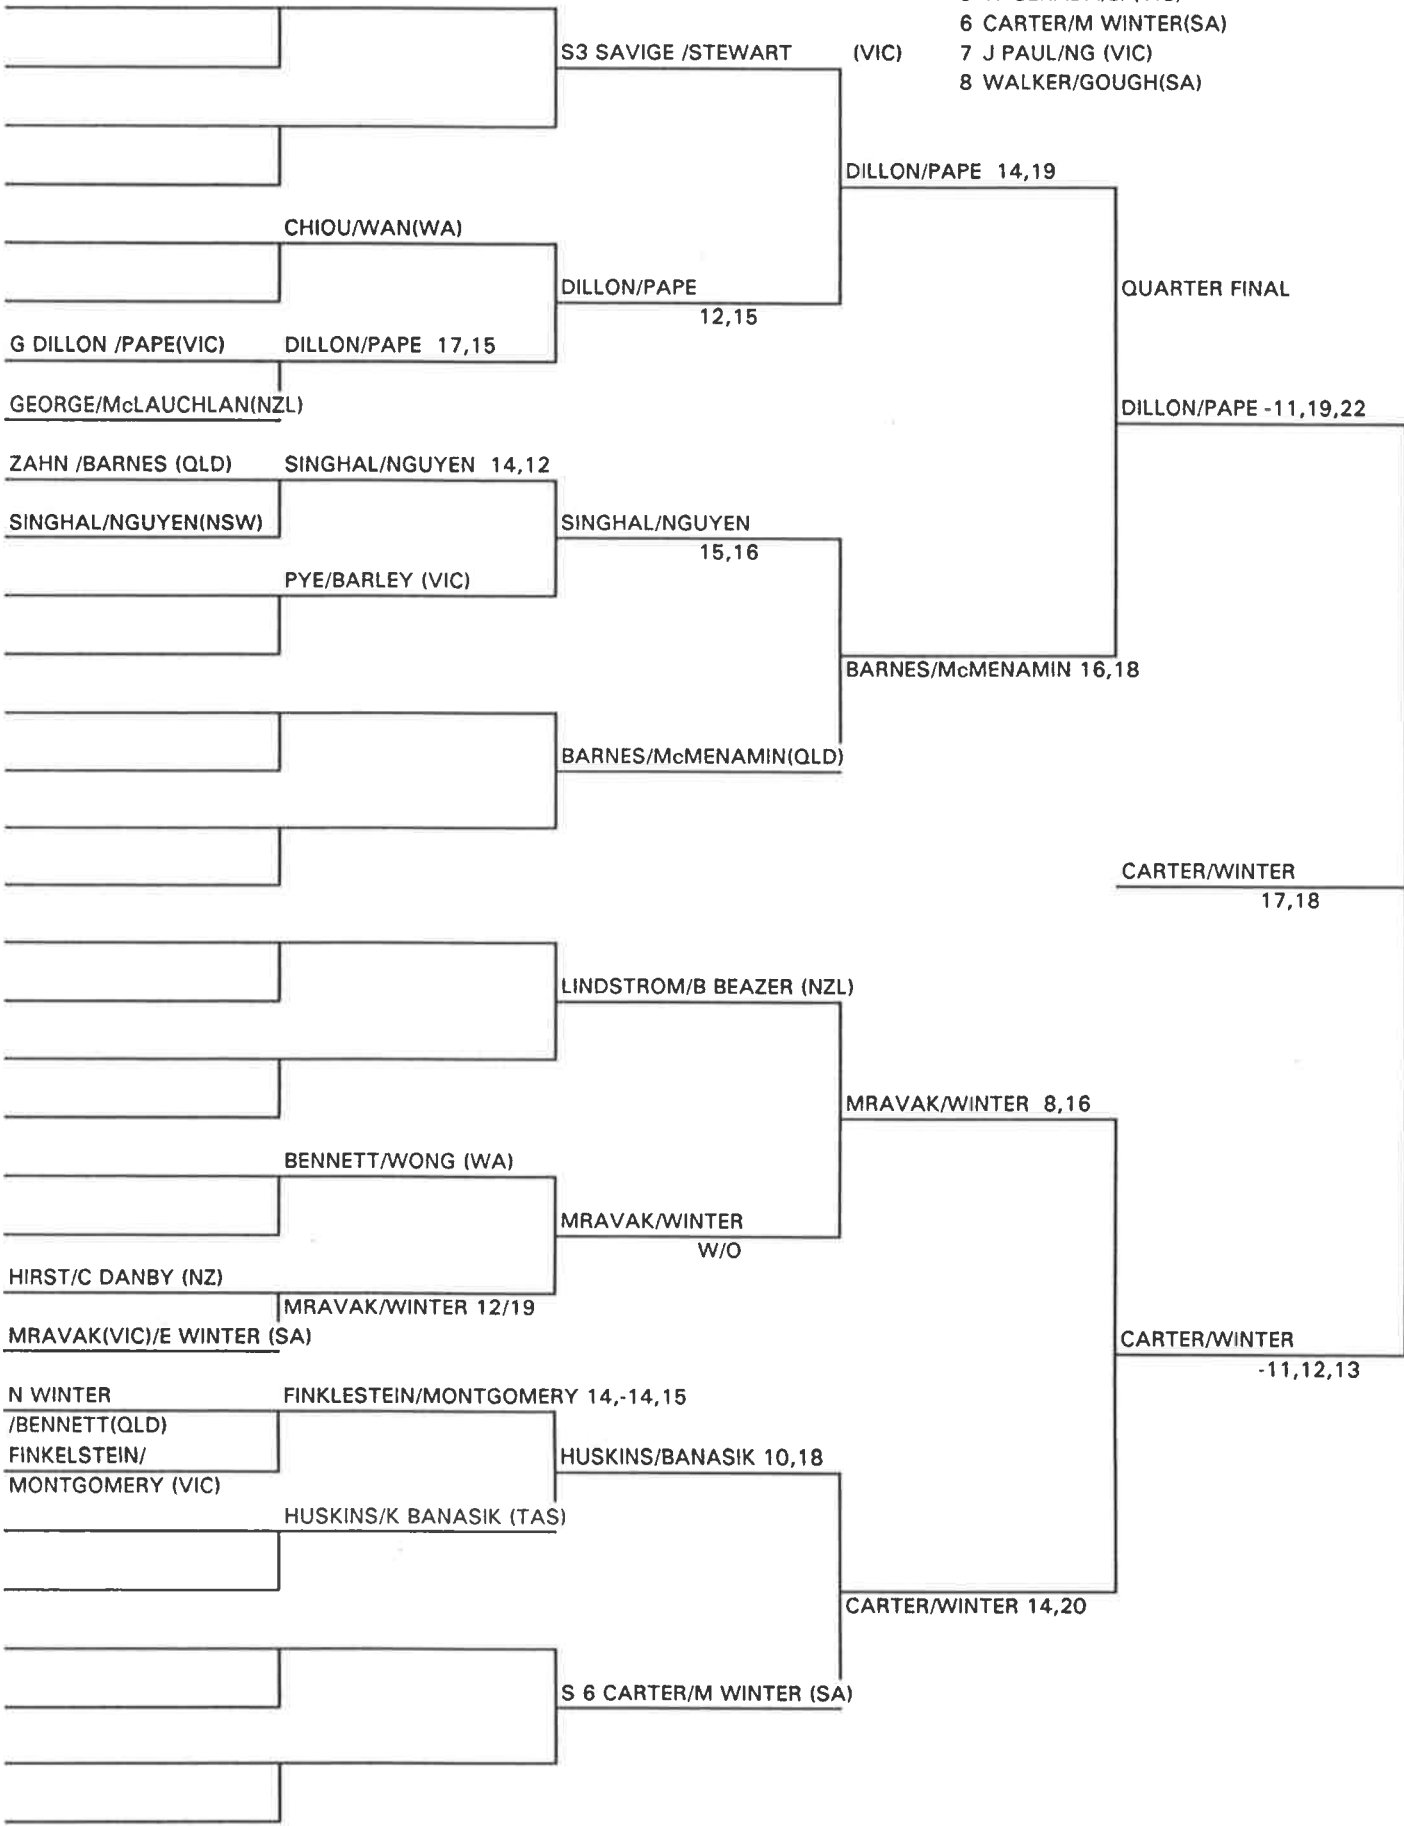 6 CARTER/M WINTER(SA)
S3 SAVIGE /STEWART (VIC)
7 J PAUL/NG (VIC)
8 WALKER/GOUGH(SA)
DILLON/PAPE 14,19
CHIOU/WAN(WA)
DILLON/PAPE
12,15
QUARTER FINAL
G DILLON /PAPE(VIC)
DILLON/PAPE 17,15
GEORGE/McLAUCHLAN(NZL)
DILLON/PAPE -11,19,22
ZAHN /BARNES (QLD)
SINGHAL/NGUYEN 14,12
SINGHAL/NGUYEN(NSW)
SINGHAL/NGUYEN
15,16
PYE/BARLEY (VIC)
BARNES/McMENAMIN 16,18
BARNES/McMENAMIN(QLD)
CARTER/WINTER
17,18
LINDSTROM/B BEAZER (NZL)
MRAVAK/WINTER 8,16
BENNETT/WONG (WA)
MRAVAK/WINTER
W/O
HIRST/C DANBY (NZ)
MRAVAK/WINTER 12/19
MRAVAK(VIC)/E WINTER (SA)
CARTER/WINTER
-11,12,13
N WINTER
/BENNETT(QLD)
FINKLESTEIN/MONTGOMERY 14,-14,15
FINKELSTEIN/
MONTGOMERY (VIC)
HUSKINS/BANASIK 10,18
HUSKINS/K BANASIK (TAS)
CARTER/WINTER 14,20
S 6 CARTER/M WINTER (SA)